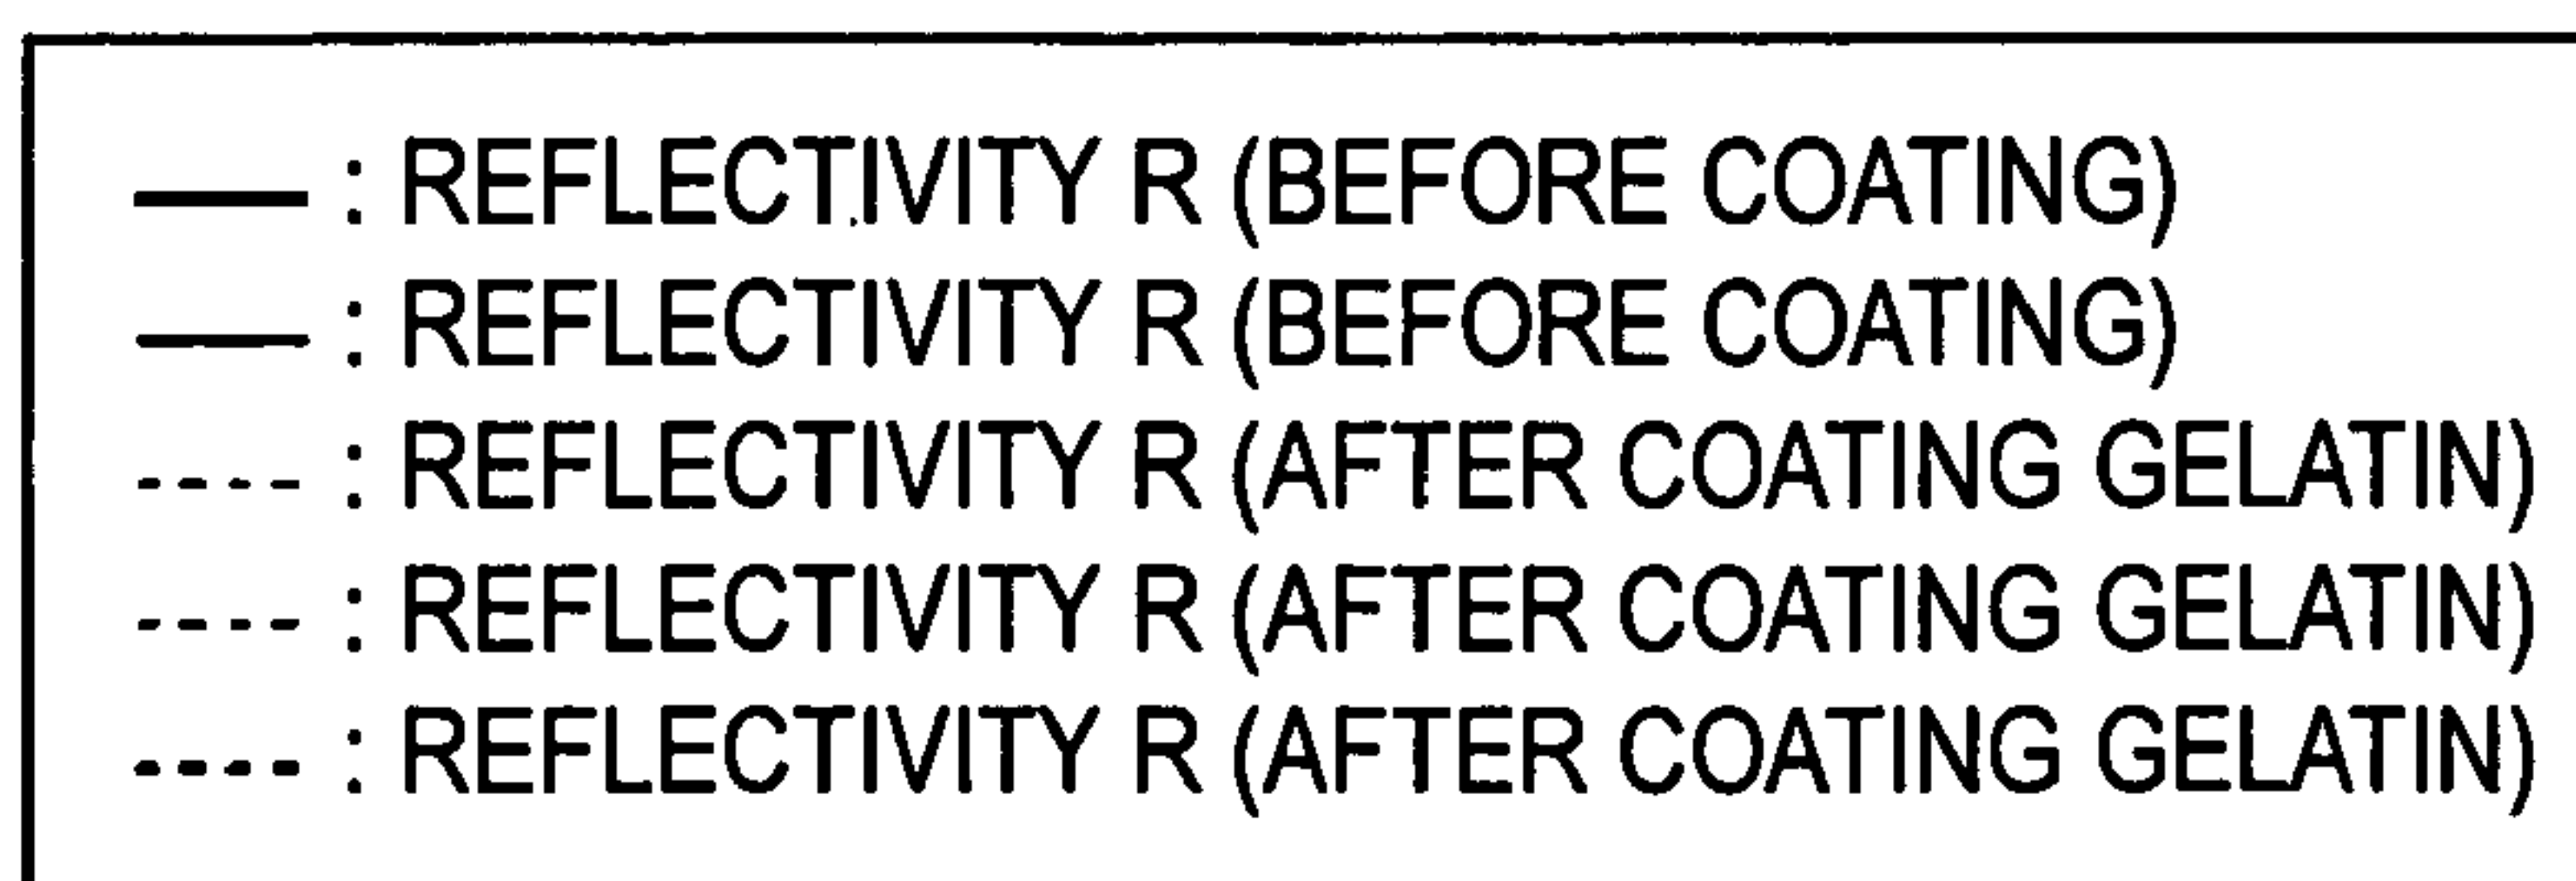 : REFLECTIVITY R (BEFORE COATING)
: REFLECTIVITY R (BEFORE COATING)
: REFLECTIVITY R (AFTER COATING GELATIN)
: REFLECTIVITY R (AFTER COATING GELATIN)
: REFLECTIVITY R (AFTER COATING GELATIN)